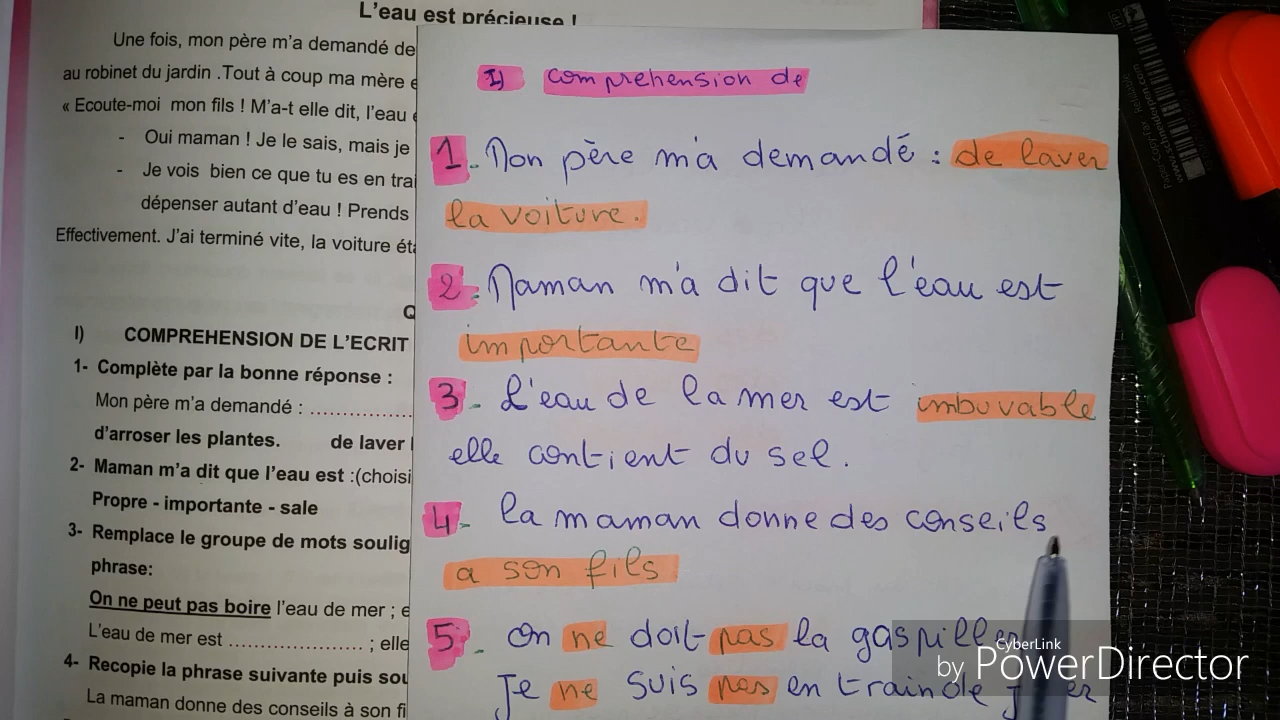 L'eau est précieuse !
Une fois, mon père m'a demandé de
au robinet du jardin .Tout à coup ma mère
« Ecoute-moi mon fils ! M'a-t elle dit, l'eau
- Oui maman ! Je le sais, mais je
- Je vois bien ce que tu es en trai
dépenser autant d'eau ! Prends
Effectivement. J'ai terminé vite, la voiture éta
Q
I) COMPREHENSION DE L'ECRIT
1- Complète par la bonne réponse :
Mon père m'a demandé : ..................
d'arroser les plantes. de laver l
2- Maman m'a dit que l'eau est :(choisi
Propre - importante - sale
3- Remplace le groupe de mots soulig
phrase:
On ne peut pas boire l'eau de mer ; e
L'eau de mer est ..................... ; elle
4- Recopie la phrase suivante puis sou
La maman donne des conseils à son fi
I) comprehension de
1. Mon père m'a demandé : de laver
la voiture.
2. Maman m'a dit que l'eau est
importante
3. L'eau de la mer est imbuvable
elle contient du sel.
4. la maman donne des conseils
a son fils
5. On ne doit pas la gaspiller
Je ne suis pas en train de
CyberLink
by PowerDirector